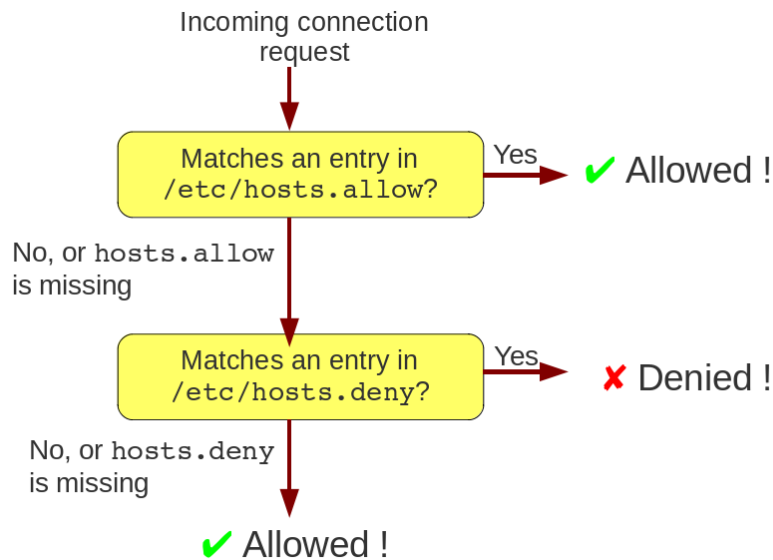 Incoming connection
request
Matches an entry in
/etc/hosts.allow?
Yes
✔ Allowed !
No, or hosts.allow
is missing
Matches an entry in
/etc/hosts.deny?
Yes
✘ Denied !
No, or hosts.deny
is missing
✔ Allowed !